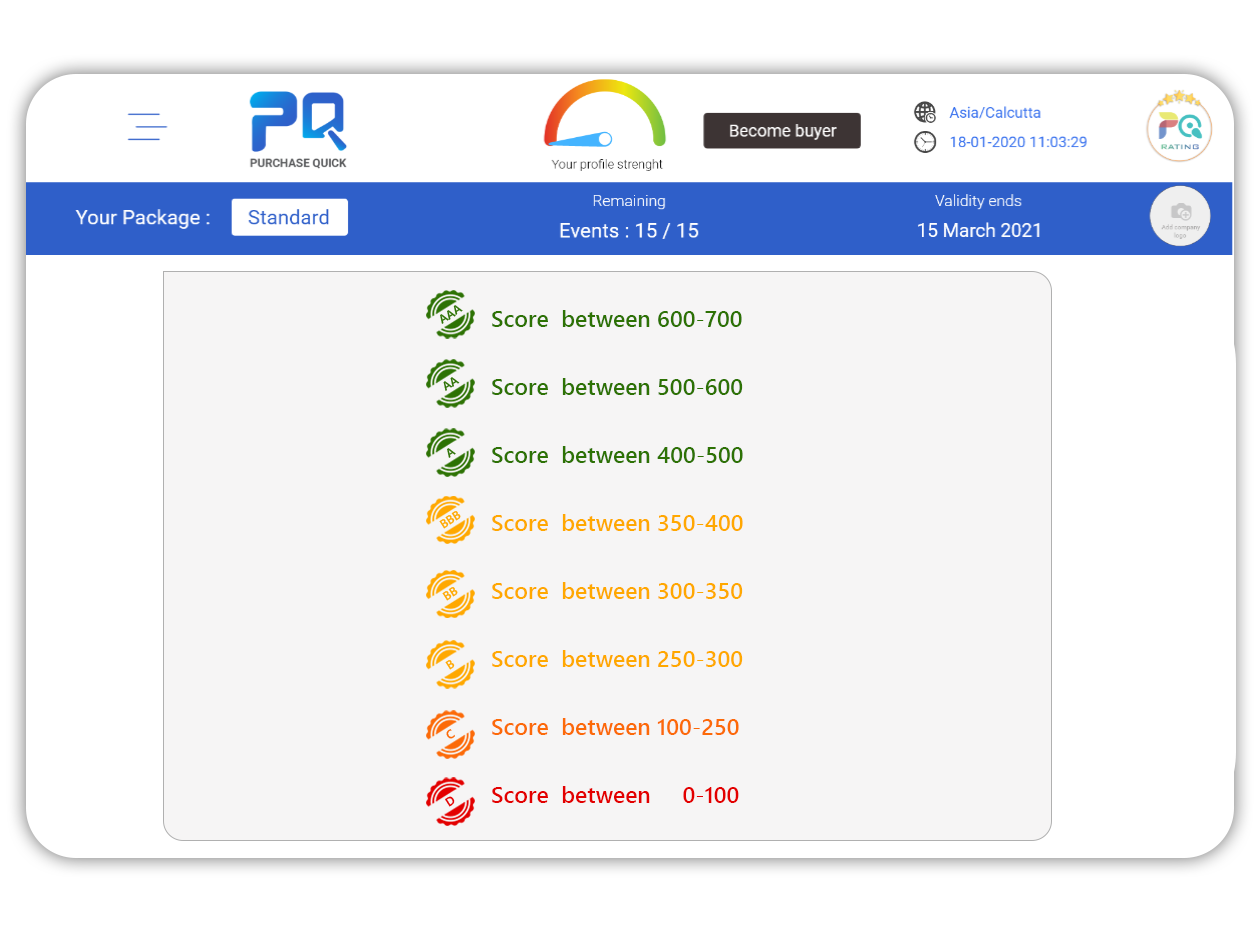 PQ
PURCHASE QUICK
Your profile strenght
Become buyer
Asia/Calcutta
18-01-2020 11:03:29
PQ
RATING
Your Package :
Standard
Remaining
Events : 15 / 15
Validity ends
15 March 2021
Add company
logo
AAA Score between 600-700
AA Score between 500-600
A Score between 400-500
BBB Score between 350-400
BB Score between 300-350
B Score between 250-300
C Score between 100-250
D Score between 0-100